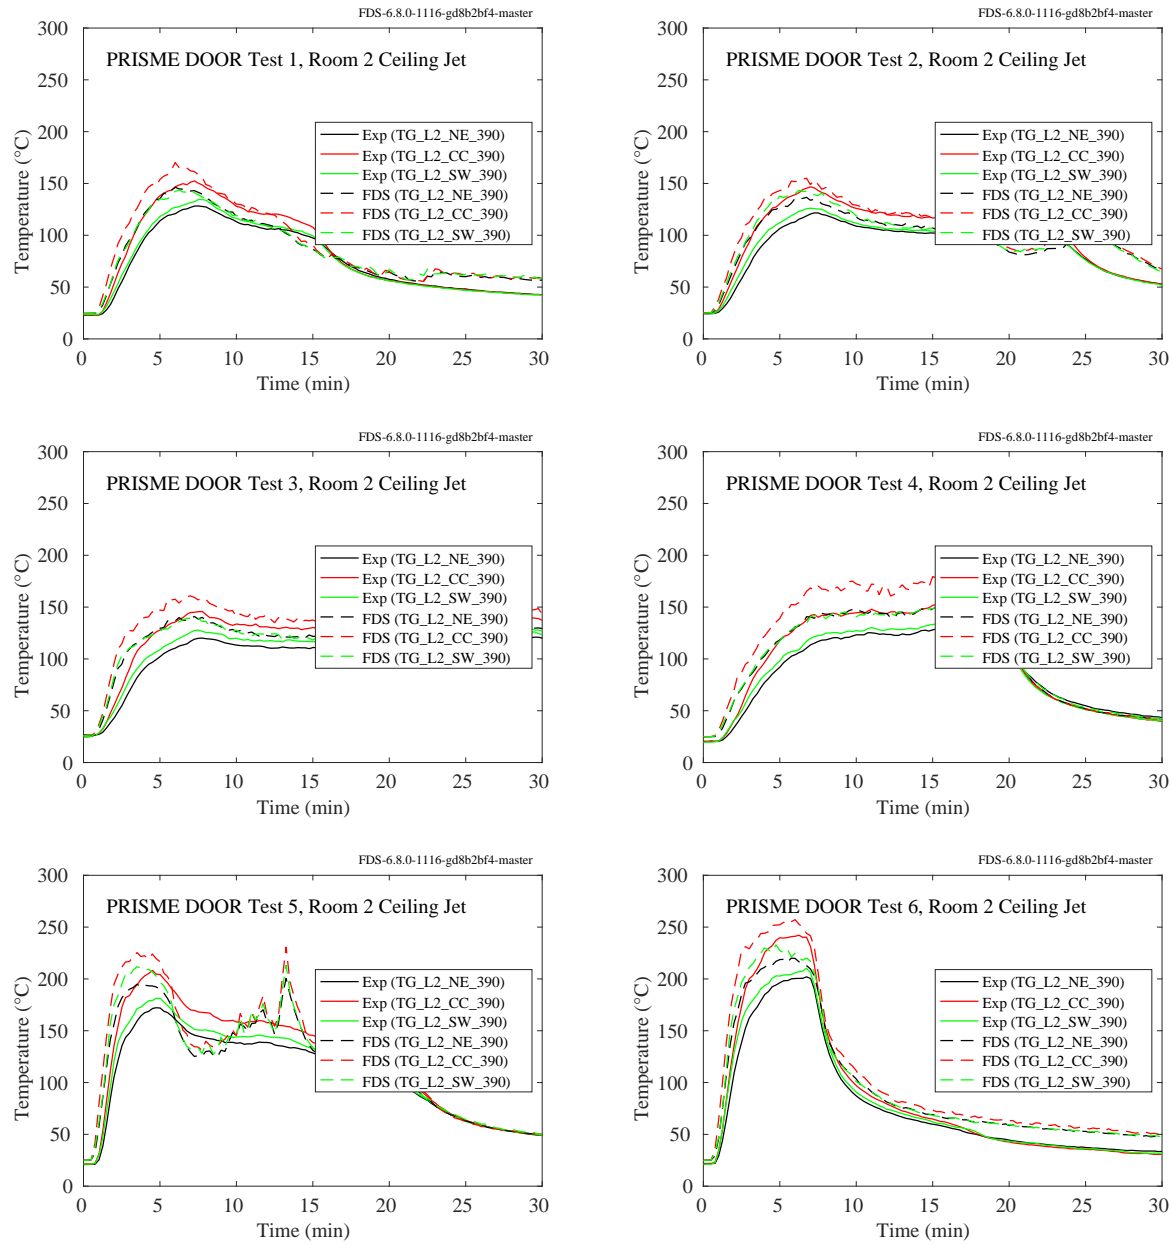 FDS-6.8.0-1116-gd8b2bf4-master
PRISME DOOR Test 1, Room 2 Ceiling Jet
Temperature (°C)
300
250
200
150
100
50
0
Exp (TG_L2_NE_390)
Exp (TG_L2_CC_390)
Exp (TG_L2_SW_390)
FDS (TG_L2_NE_390)
FDS (TG_L2_CC_390)
FDS (TG_L2_SW_390)
0 5 10 15 20 25 30
Time (min)
FDS-6.8.0-1116-gd8b2bf4-master
PRISME DOOR Test 2, Room 2 Ceiling Jet
Temperature (°C)
300
250
200
150
100
50
0
Exp (TG_L2_NE_390)
Exp (TG_L2_CC_390)
Exp (TG_L2_SW_390)
FDS (TG_L2_NE_390)
FDS (TG_L2_CC_390)
FDS (TG_L2_SW_390)
0 5 10 15 20 25 30
Time (min)
FDS-6.8.0-1116-gd8b2bf4-master
PRISME DOOR Test 3, Room 2 Ceiling Jet
Temperature (°C)
300
250
200
150
100
50
0
Exp (TG_L2_NE_390)
Exp (TG_L2_CC_390)
Exp (TG_L2_SW_390)
FDS (TG_L2_NE_390)
FDS (TG_L2_CC_390)
FDS (TG_L2_SW_390)
0 5 10 15 20 25 30
Time (min)
FDS-6.8.0-1116-gd8b2bf4-master
PRISME DOOR Test 4, Room 2 Ceiling Jet
Temperature (°C)
300
250
200
150
100
50
0
Exp (TG_L2_NE_390)
Exp (TG_L2_CC_390)
Exp (TG_L2_SW_390)
FDS (TG_L2_NE_390)
FDS (TG_L2_CC_390)
FDS (TG_L2_SW_390)
0 5 10 15 20 25 30
Time (min)
FDS-6.8.0-1116-gd8b2bf4-master
PRISME DOOR Test 5, Room 2 Ceiling Jet
Temperature (°C)
300
250
200
150
100
50
0
Exp (TG_L2_NE_390)
Exp (TG_L2_CC_390)
Exp (TG_L2_SW_390)
FDS (TG_L2_NE_390)
FDS (TG_L2_CC_390)
FDS (TG_L2_SW_390)
0 5 10 15 20 25 30
Time (min)
FDS-6.8.0-1116-gd8b2bf4-master
PRISME DOOR Test 6, Room 2 Ceiling Jet
Temperature (°C)
300
250
200
150
100
50
0
Exp (TG_L2_NE_390)
Exp (TG_L2_CC_390)
Exp (TG_L2_SW_390)
FDS (TG_L2_NE_390)
FDS (TG_L2_CC_390)
FDS (TG_L2_SW_390)
0 5 10 15 20 25 30
Time (min)